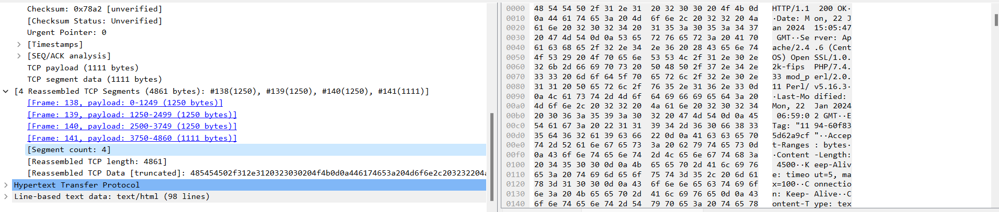 Checksum: 0x78a2 [unverified]
[Checksum Status: Unverified]
Urgent Pointer: 0
[Timestamps]
[SEQ/ACK analysis]
TCP payload (1111 bytes)
TCP segment data (1111 bytes)
[4 Reassembled TCP Segments (4861 bytes): #138(1250), #139(1250), #140(1250), #141(1111)]
[Frame: 138, payload: 0-1249 (1250 bytes)]
[Frame: 139, payload: 1250-2499 (1250 bytes)]
[Frame: 140, payload: 2500-3749 (1250 bytes)]
[Frame: 141, payload: 3750-4860 (1111 bytes)]
[Segment count: 4]
[Reassembled TCP length: 4861]
[Reassembled TCP Data [truncated]: 485454502f312e3120323030204f4b0d0a446174653a204d6f6e2c203232204a
Hypertext Transfer Protocol
Line-based text data: text/html (98 lines)
0000 48 54 54 50 2f 31 2e 31 20 32 30 30 20 4f 4b 0d HTTP/1.1 200 OK·
0010 0a 44 61 74 65 3a 20 4d 6f 6e 2c 20 32 32 20 4a ·Date: M on, 22 J
0020 61 6e 20 32 30 32 34 20 31 35 3a 30 35 3a 34 37 an 2024 15:05:47
0030 20 47 4d 54 0d 0a 53 65 72 76 65 72 3a 20 41 70 GMT··Se rver: Ap
0040 61 63 68 65 2f 32 2e 34 2e 36 20 28 43 65 6e 74 ache/2.4 .6 (Cent
0050 4f 53 29 20 4f 70 65 6e 53 53 4c 2f 31 2e 30 2e OS) Open SSL/1.0.
0060 32 6b 2d 66 69 70 73 20 50 48 50 2f 37 2e 34 2e 2k-fips PHP/7.4.
0070 33 33 20 6d 6f 64 5f 70 65 72 6c 2f 32 2e 30 2e 33 mod_p erl/2.0.
0080 31 31 20 50 65 72 6c 2f 76 35 2e 31 36 2e 33 0d 11 Perl/ v5.16.3·
0090 0a 4c 61 73 74 2d 4d 6f 64 69 66 69 65 64 3a 20 ·Last-Mo dified:
00a0 4d 6f 6e 2c 20 32 32 20 4a 61 6e 20 32 30 32 34 Mon, 22 Jan 2024
00b0 20 30 36 3a 35 39 3a 30 32 20 47 4d 54 0d 0a 45 06:59:0 2 GMT··E
00c0 54 61 67 3a 20 22 31 31 39 34 2d 36 30 66 38 33 Tag: "11 94-60f83
00d0 35 64 36 32 61 39 63 66 22 0d 0a 41 63 63 65 70 5d62a9cf "··Accep
00e0 74 2d 52 61 6e 67 65 73 3a 20 62 79 74 65 73 0d t-Ranges : bytes·
00f0 0a 43 6f 6e 74 65 6e 74 2d 4c 65 6e 67 74 68 3a ·Content -Length:
0100 20 34 35 30 30 0d 0a 4b 65 65 70 2d 41 6c 69 76 4500··K eep-Aliv
0110 65 3a 20 74 69 6d 65 6f 75 74 3d 35 2c 20 6d 61 e: timeo ut=5, ma
0120 78 3d 31 30 30 0d 0a 43 6f 6e 6e 65 63 74 69 6f x=100··C onnectio
0130 6e 3a 20 4b 65 65 70 2d 41 6c 69 76 65 0d 0a 43 n: Keep- Alive··C
0140 6f 6e 74 65 6e 74 2d 54 79 70 65 3a 20 74 65 78 ontent-T ype: tex